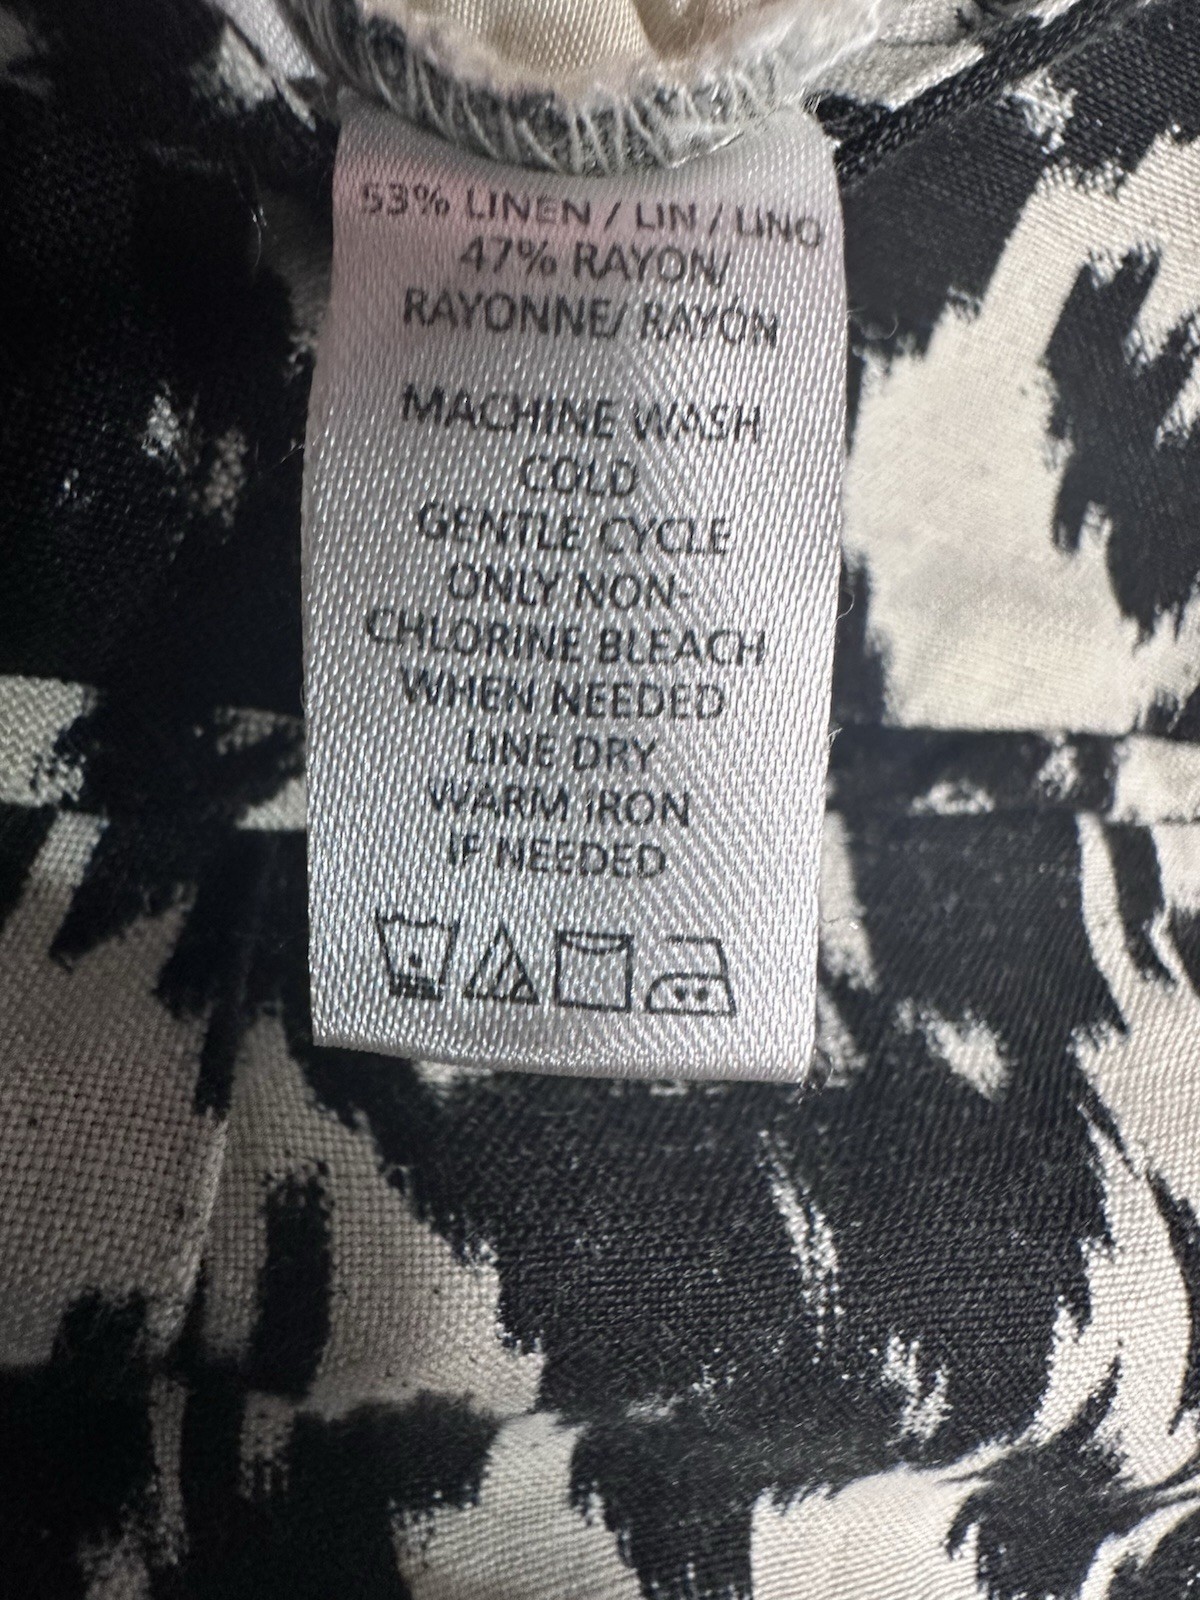 53% LINEN / LIN / LINO
47% RAYON/
RAYONNE/ RAYÓN
MACHINE WASH
COLD
GENTLE CYCLE
ONLY NON-
CHLORINE BLEACH
WHEN NEEDED
LINE DRY
WARM IRON
IF NEEDED